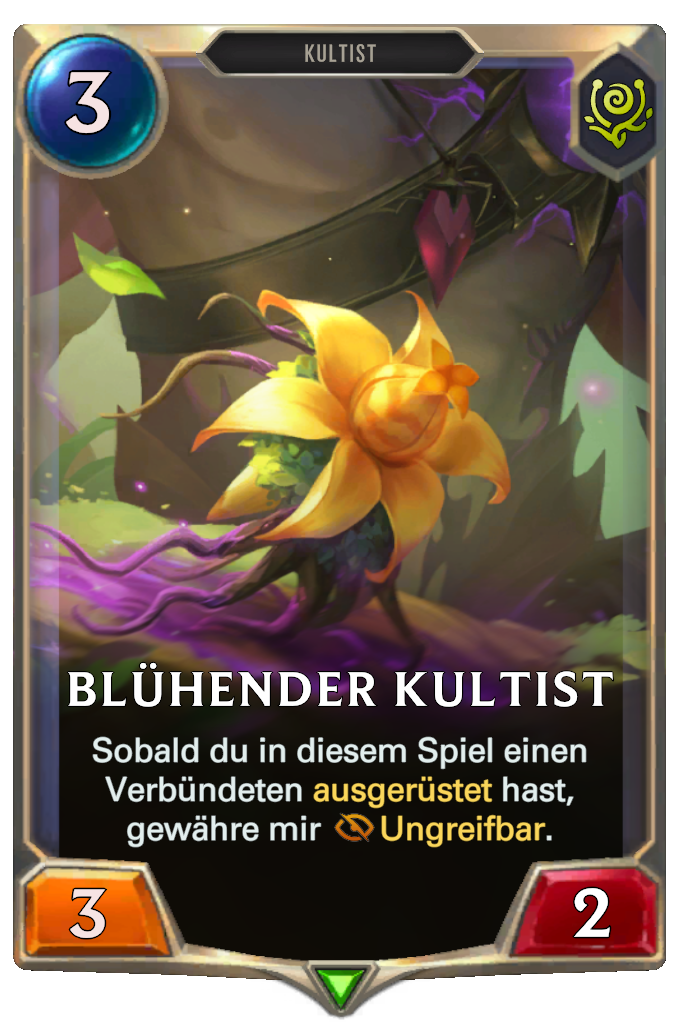 KULTIST
3
BLÜHENDER KULTIST
Sobald du in diesem Spiel einen
Verbündeten ausgerüstet hast,
gewähre mir Ungreifbar.
3
2